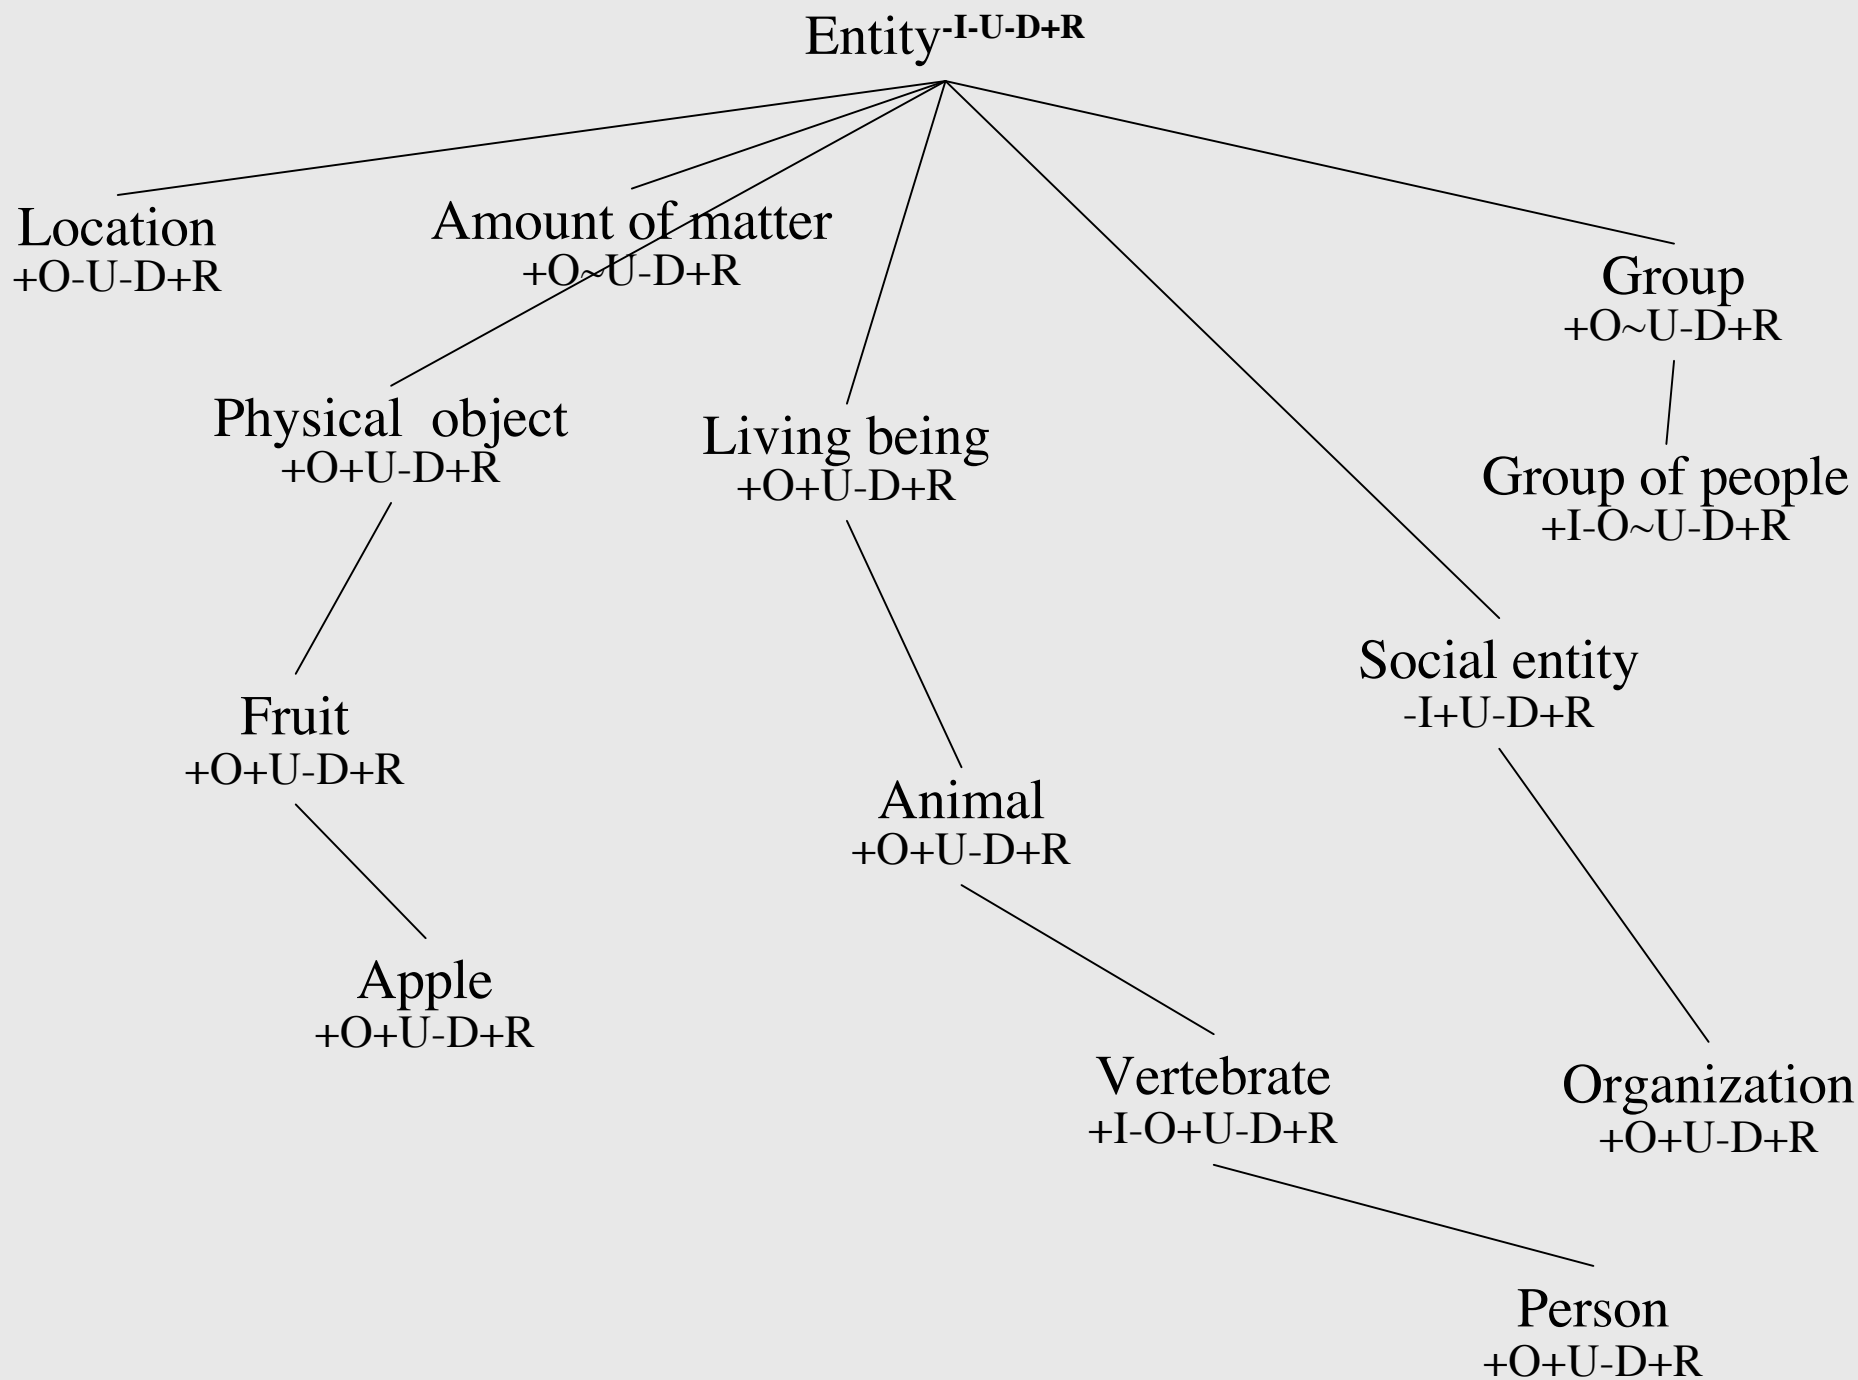 Entity-I-U-D+R
Location
+O-U-D+R
Amount of matter
+O~U-D+R
Group
+O~U-D+R
Physical object
+O+U-D+R
Living being
+O+U-D+R
Group of people
+I-O~U-D+R
Social entity
-I+U-D+R
Fruit
+O+U-D+R
Animal
+O+U-D+R
Apple
+O+U-D+R
Vertebrate
+I-O+U-D+R
Organization
+O+U-D+R
Person
+O+U-D+R